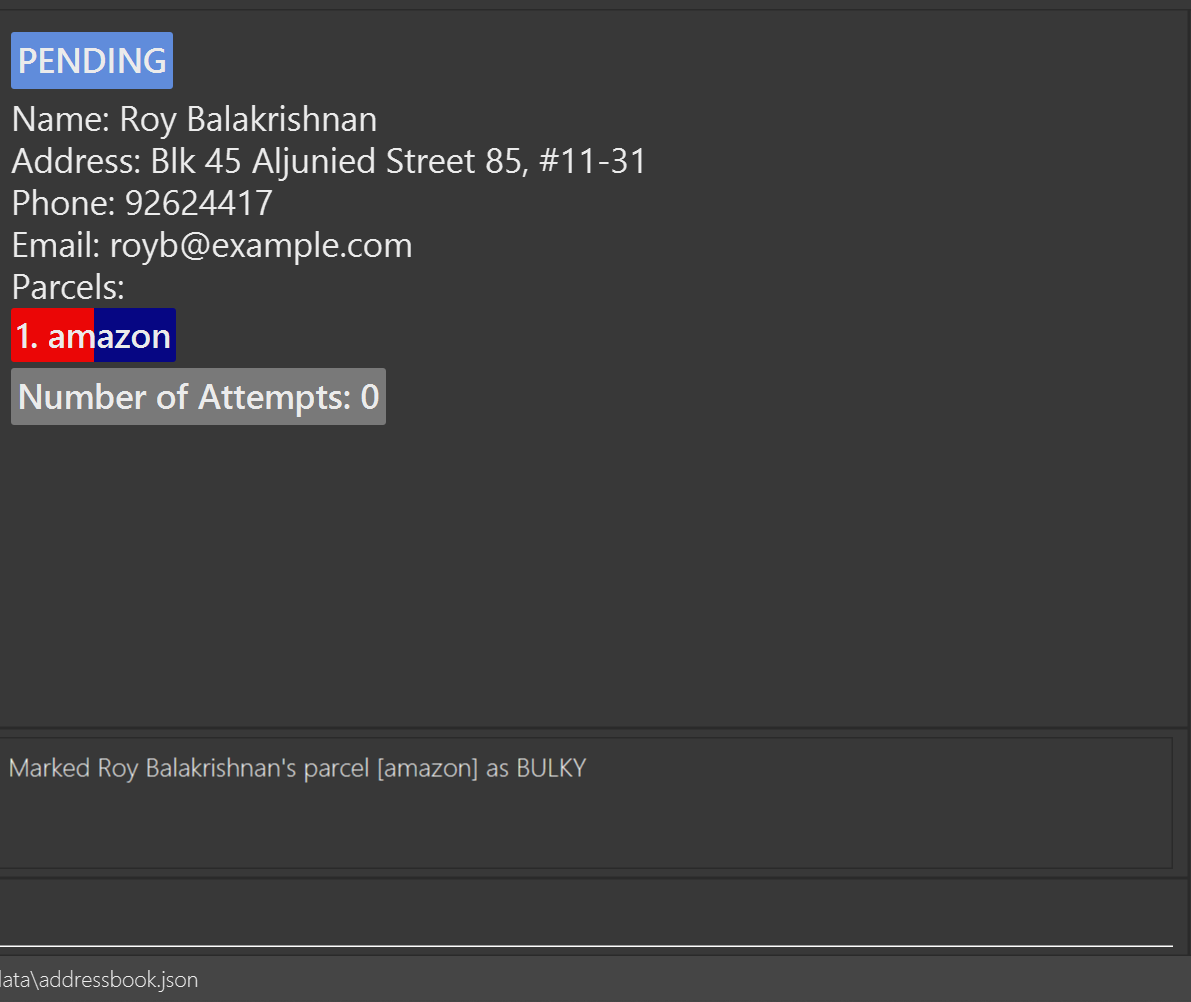 PENDING
Name: Roy Balakrishnan
Address: Blk 45 Aljunied Street 85, #11-31
Phone: 92624417
Email: royb@example.com
Parcels:
1. amazon
Number of Attempts: 0
Marked Roy Balakrishnan's parcel [amazon] as BULKY
lata\addressbook.json